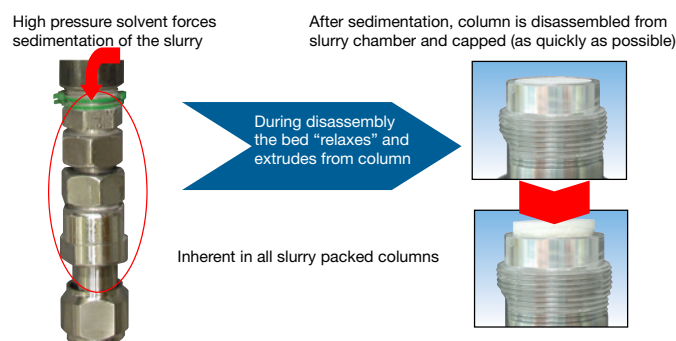 High pressure solvent forces
sedimentation of the slurry
After sedimentation, column is disassembled from
slurry chamber and capped (as quickly as possible)
During disassembly
the bed “relaxes” and
extrudes from column
Inherent in all slurry packed columns